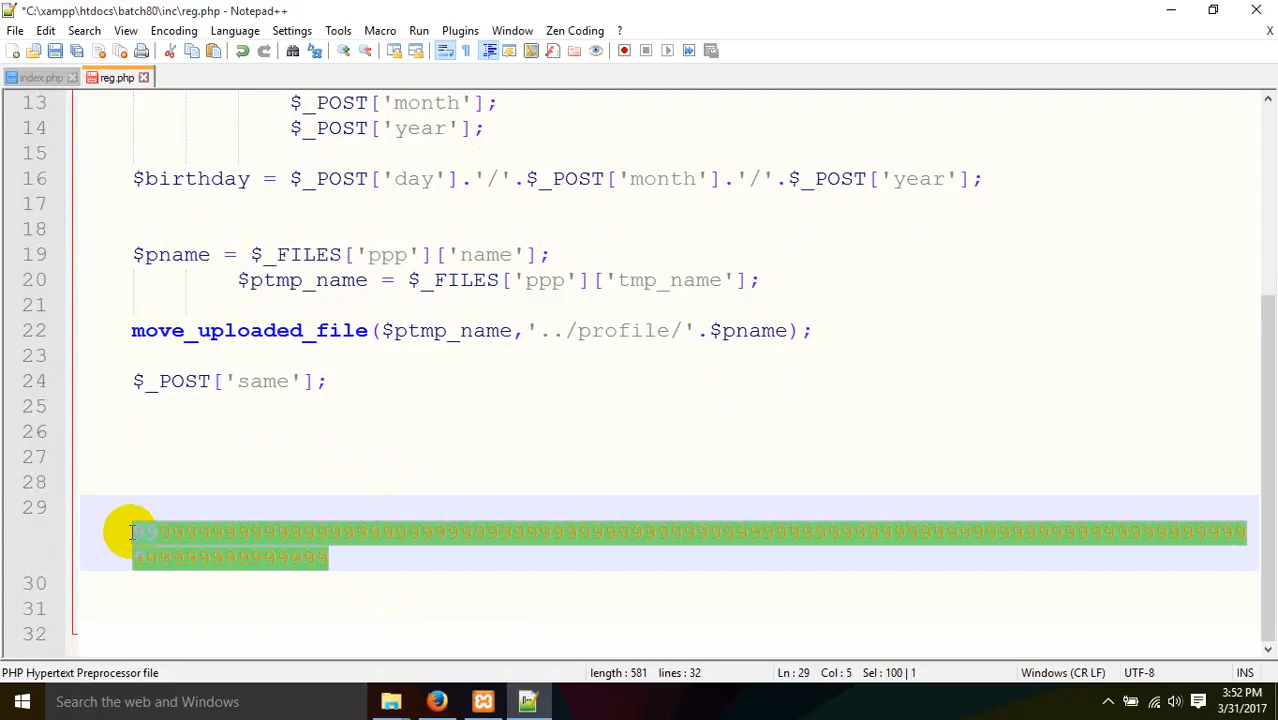 *C:\xampp\htdocs\batch80\inc\reg.php - Notepad++
File Edit Search View Encoding Language Settings Tools Macro Run Plugins Window Zen Coding ?
X
index.php reg.php
13 $_POST['month'];
14 $_POST['year'];
15
16 $birthday = $_POST['day'].'/'.$_POST['month'].'/'.$_POST['year'];
17
18
19 $pname = $_FILES['ppp']['name'];
20 $ptmp_name = $_FILES['ppp']['tmp_name'];
21
22 move_uploaded_file($ptmp_name,'../profile/'.$pname);
23
24 $_POST['same'];
25
26
27
28
29
9999999999999999999999999999999999999999999999999999999999999999999999999999999999999
999999999999999
30
31
32
PHP Hypertext Preprocessor file length : 581 lines : 32 Ln : 29 Col : 5 Sel : 100 | 1 Windows (CR LF) UTF-8 INS
Search the web and Windows
3:52 PM
3/31/2017